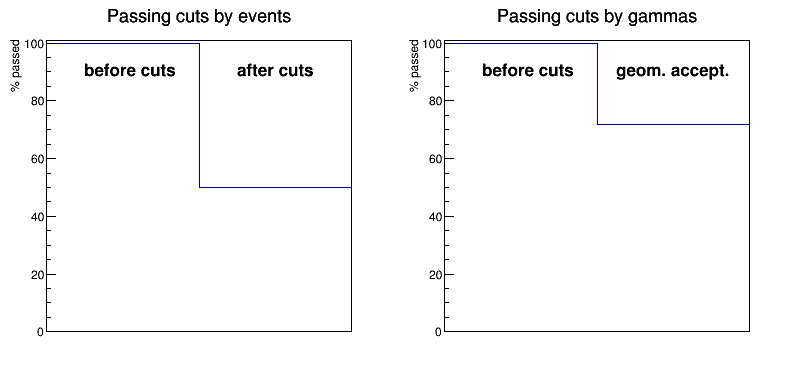 Passing cuts by events
% passed
100
80
60
40
20
0
before cuts
after cuts
Passing cuts by gammas
% passed
100
80
60
40
20
0
before cuts
geom. accept.